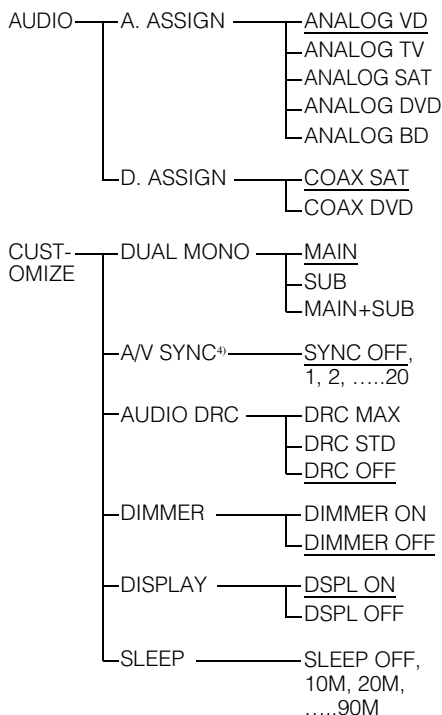 AUDIO A. ASSIGN ANALOG VD
ANALOG TV
ANALOG SAT
ANALOG DVD
ANALOG BD
D. ASSIGN COAX SAT
COAX DVD
CUST-
OMIZE
DUAL MONO MAIN
SUB
MAIN+SUB
A/V SYNC4) SYNC OFF,
1, 2, .....20
AUDIO DRC DRC MAX
DRC STD
DRC OFF
DIMMER DIMMER ON
DIMMER OFF
DISPLAY DSPL ON
DSPL OFF
SLEEP SLEEP OFF,
10M, 20M,
.....90M